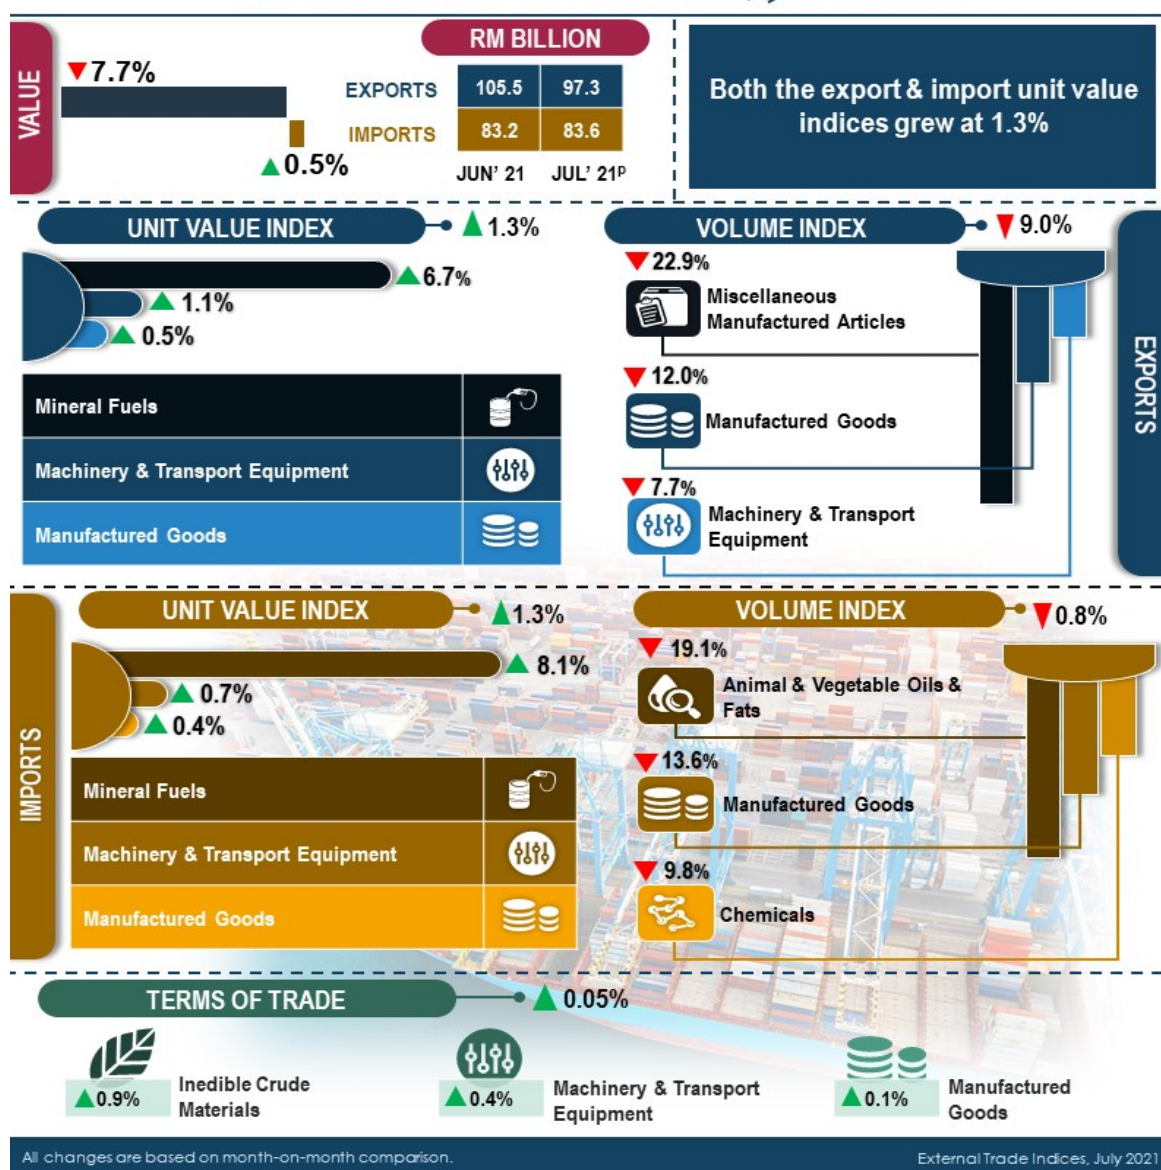 VALUE
▼7.7%
▲0.5%
RM BILLION
EXPORTS 105.5 97.3
IMPORTS 83.2 83.6
JUN' 21 JUL' 21ᵖ
Both the export & import unit value
indices grew at 1.3%
EXPORTS
UNIT VALUE INDEX ▲1.3%
▲6.7%
▲1.1%
▲0.5%
Mineral Fuels
Machinery & Transport Equipment
Manufactured Goods
VOLUME INDEX ▼9.0%
▼22.9%
Miscellaneous
Manufactured Articles
▼12.0%
Manufactured Goods
▼7.7%
Machinery & Transport
Equipment
IMPORTS
UNIT VALUE INDEX ▲1.3%
▲8.1%
▲0.7%
▲0.4%
Mineral Fuels
Machinery & Transport Equipment
Manufactured Goods
VOLUME INDEX ▼0.8%
▼19.1%
Animal & Vegetable Oils &
Fats
▼13.6%
Manufactured Goods
▼9.8%
Chemicals
TERMS OF TRADE ▲0.05%
▲0.9%
Inedible Crude
Materials
▲0.4%
Machinery & Transport
Equipment
▲0.1%
Manufactured
Goods
All changes are based on month-on-month comparison.
External Trade Indices, July 2021